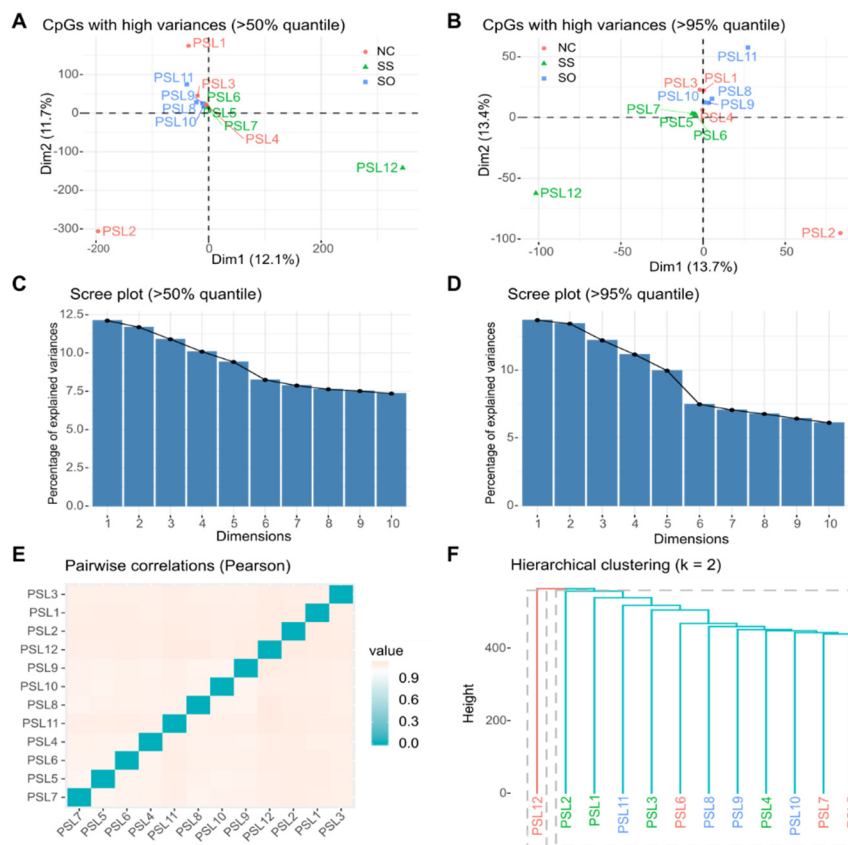 A
CpGs with high variances (>50% quantile)
PSL1
NC
SS
SO
PSL11
PSL3
PSL9
PSL6
PSL8
PSL5
PSL10
PSL7
PSL4
PSL12
PSL2
100
0
-100
-200
-300
Dim2 (11.7%)
-200
0
200
Dim1 (12.1%)
B
CpGs with high variances (>95% quantile)
PSL11
NC
SS
SO
PSL3
PSL1
PSL8
PSL10
PSL9
PSL7
PSL4
PSL5
PSL6
PSL12
PSL2
50
0
-50
-100
Dim2 (13.4%)
-100
-50
0
50
Dim1 (13.7%)
C
Scree plot (>50% quantile)
12.5
10.0
7.5
5.0
2.5
0.0
Percentage of explained variances
1 2 3 4 5 6 7 8 9 10
Dimensions
D
Scree plot (>95% quantile)
10
5
0
Percentage of explained variances
1 2 3 4 5 6 7 8 9 10
Dimensions
E
Pairwise correlations (Pearson)
PSL3
PSL1
PSL2
PSL12
PSL9
PSL10
PSL8
PSL11
PSL4
PSL6
PSL5
PSL7
PSL7 PSL5 PSL6 PSL4 PSL11 PSL8 PSL10 PSL9 PSL12 PSL2 PSL1 PSL3
value
0.9
0.6
0.3
0.0
F
Hierarchical clustering (k = 2)
Height
400
200
0
PSL12 PSL2 PSL1 PSL11 PSL3 PSL6 PSL8 PSL9 PSL4 PSL10 PSL7